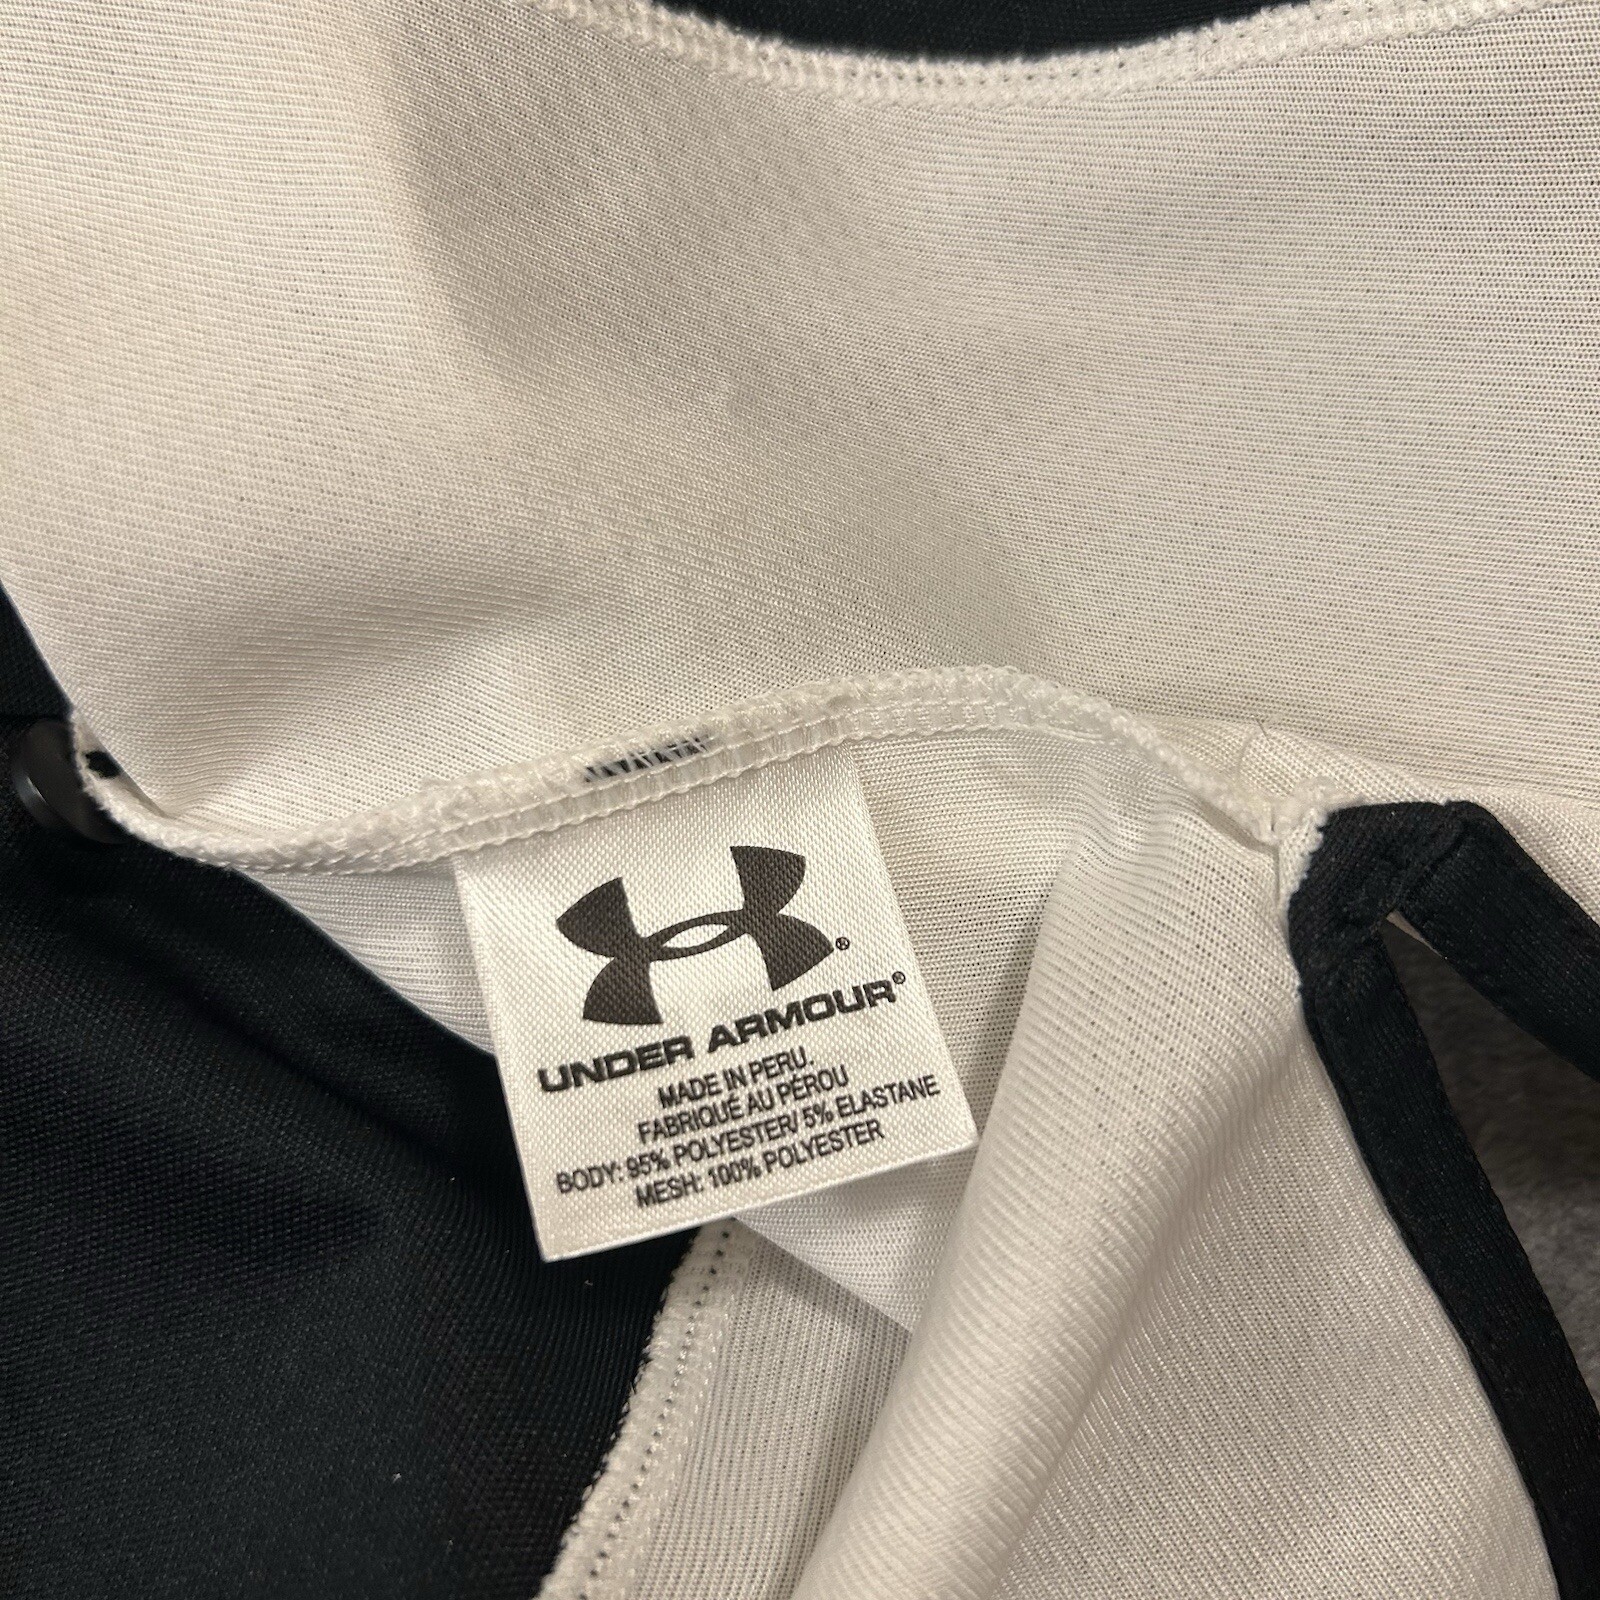 UNDER ARMOUR®
MADE IN PERU.
FABRIQUÉ AU PÉROU
BODY: 95% POLYESTER/ 5% ELASTANE
MESH: 100% POLYESTER